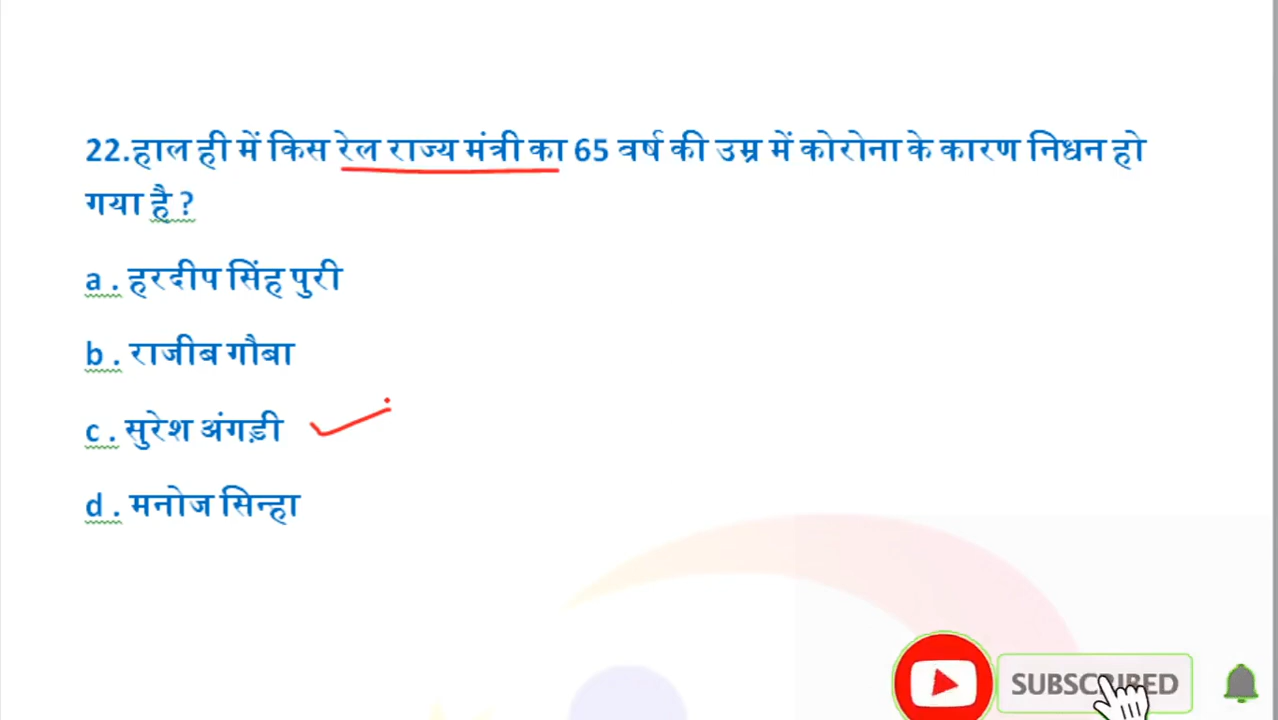 22.हाल ही में किस रेल राज्य मंत्री का 65 वर्ष की उम्र में कोरोना के कारण निधन हो
गया है ?
a . हरदीप सिंह पुरी
b . राजीब गौबा
c . सुरेश अंगड़ी
d . मनोज सिन्हा
SUBSCRIBED